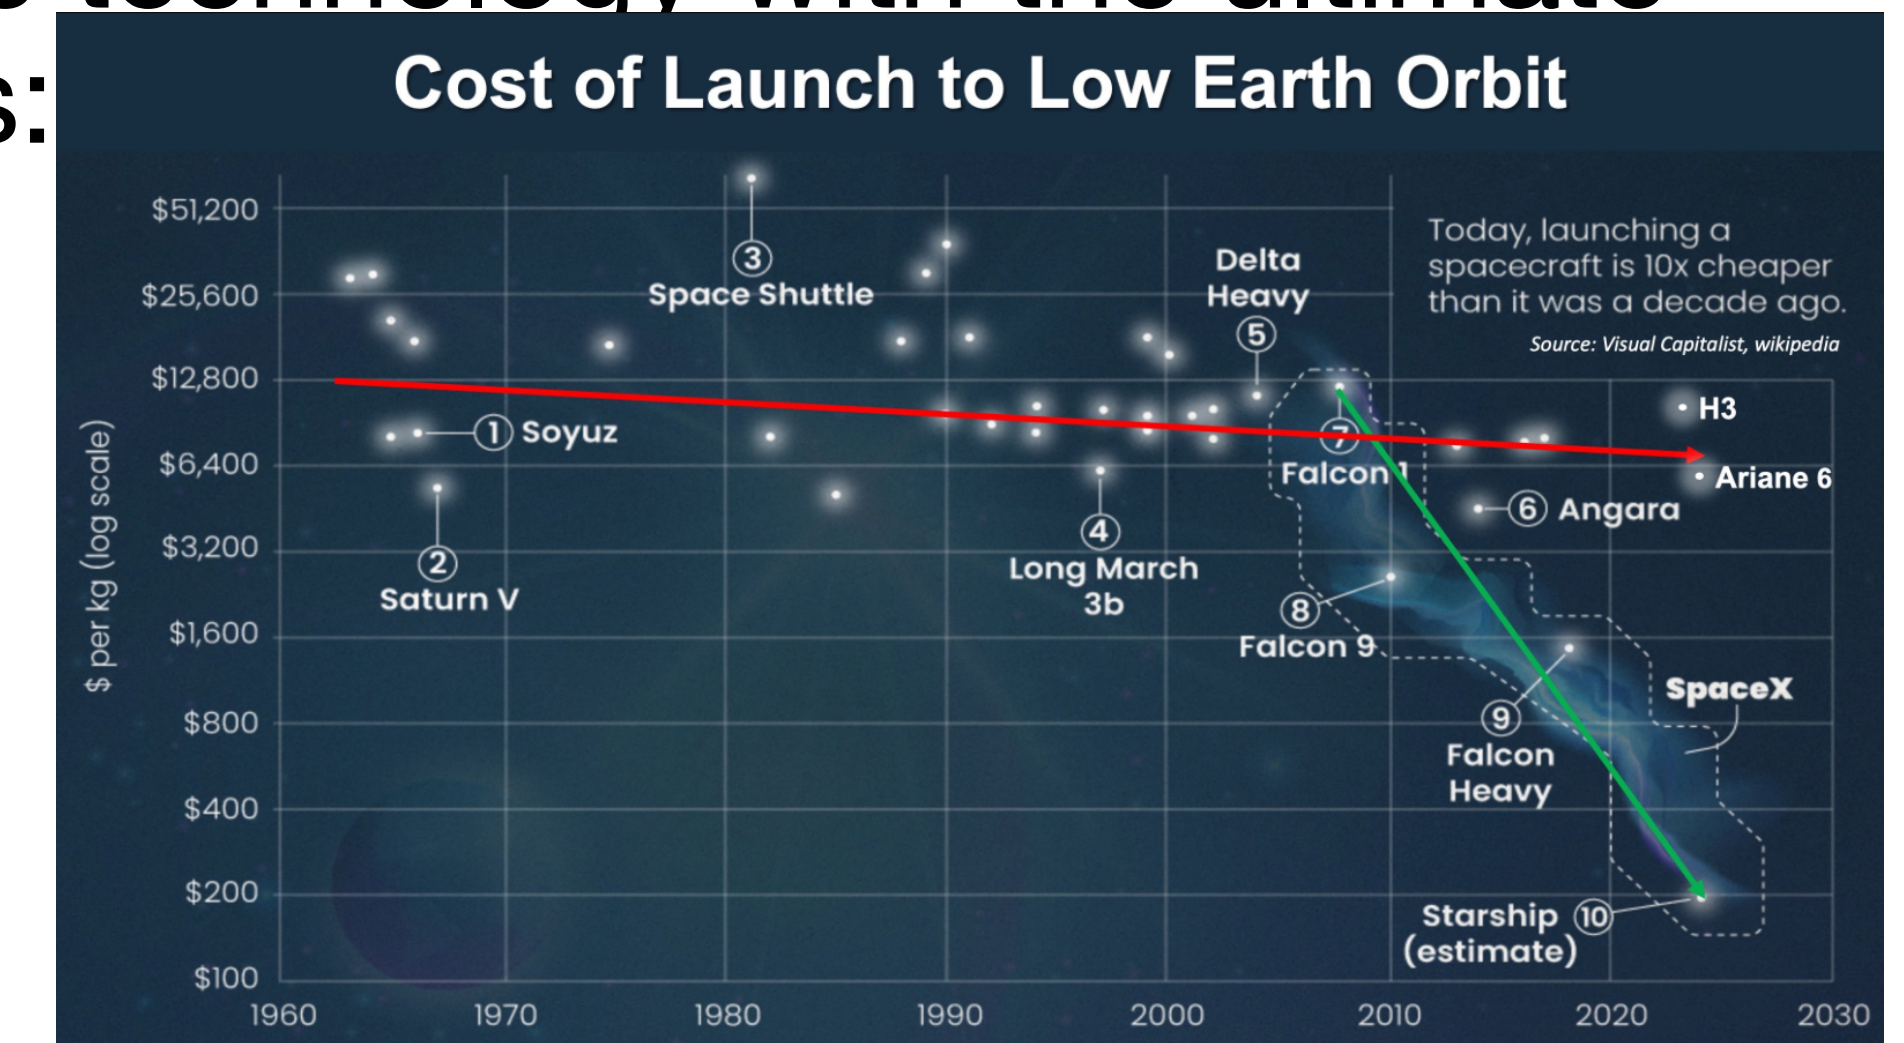 technology with the ultimate
s:
Cost of Launch to Low Earth Orbit
$ per kg (log scale)
$51,200
$25,600
$12,800
$6,400
$3,200
$1,600
$800
$400
$200
$100
1960
1970
1980
1990
2000
2010
2020
2030
Today, launching a
spacecraft is 10x cheaper
than it was a decade ago.
Source: Visual Capitalist, wikipedia
1 Soyuz
2
Saturn V
3
Space Shuttle
4
Long March
3b
Delta
Heavy
5
6 Angara
7
Falcon 1
8
Falcon 9
9
Falcon
Heavy
Starship 10
(estimate)
SpaceX
H3
Ariane 6